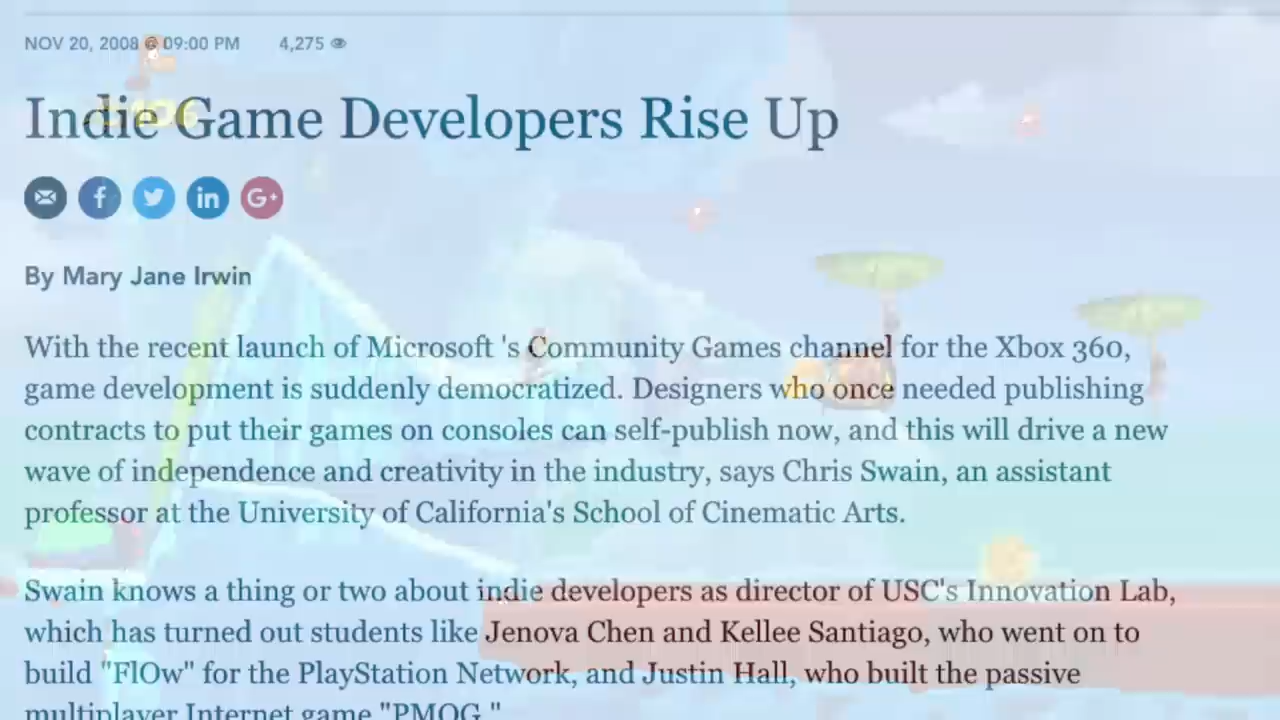 NOV 20, 2008 @ 09:00 PM 4,275
Indie Game Developers Rise Up
By Mary Jane Irwin
With the recent launch of Microsoft 's Community Games channel for the Xbox 360,
game development is suddenly democratized. Designers who once needed publishing
contracts to put their games on consoles can self-publish now, and this will drive a new
wave of independence and creativity in the industry, says Chris Swain, an assistant
professor at the University of California's School of Cinematic Arts.
Swain knows a thing or two about indie developers as director of USC's Innovation Lab,
which has turned out students like Jenova Chen and Kellee Santiago, who went on to
build "FlOw" for the PlayStation Network, and Justin Hall, who built the passive
multiplayer Internet game "PMOG."